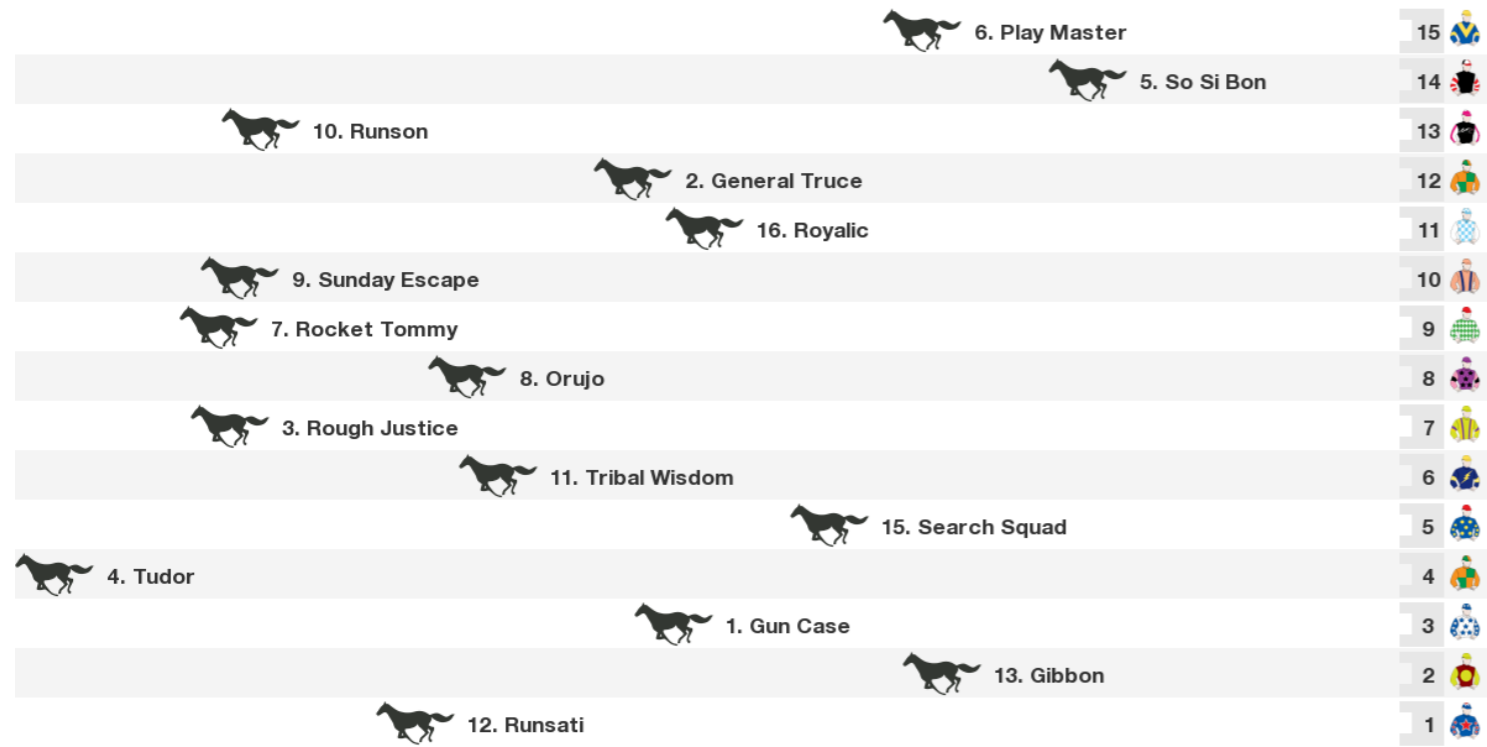 6. Play Master 15
5. So Si Bon 14
10. Runson 13
2. General Truce 12
16. Royalic 11
9. Sunday Escape 10
7. Rocket Tommy 9
8. Orujo 8
3. Rough Justice 7
11. Tribal Wisdom 6
15. Search Squad 5
4. Tudor 4
1. Gun Case 3
13. Gibbon 2
12. Runsati 1